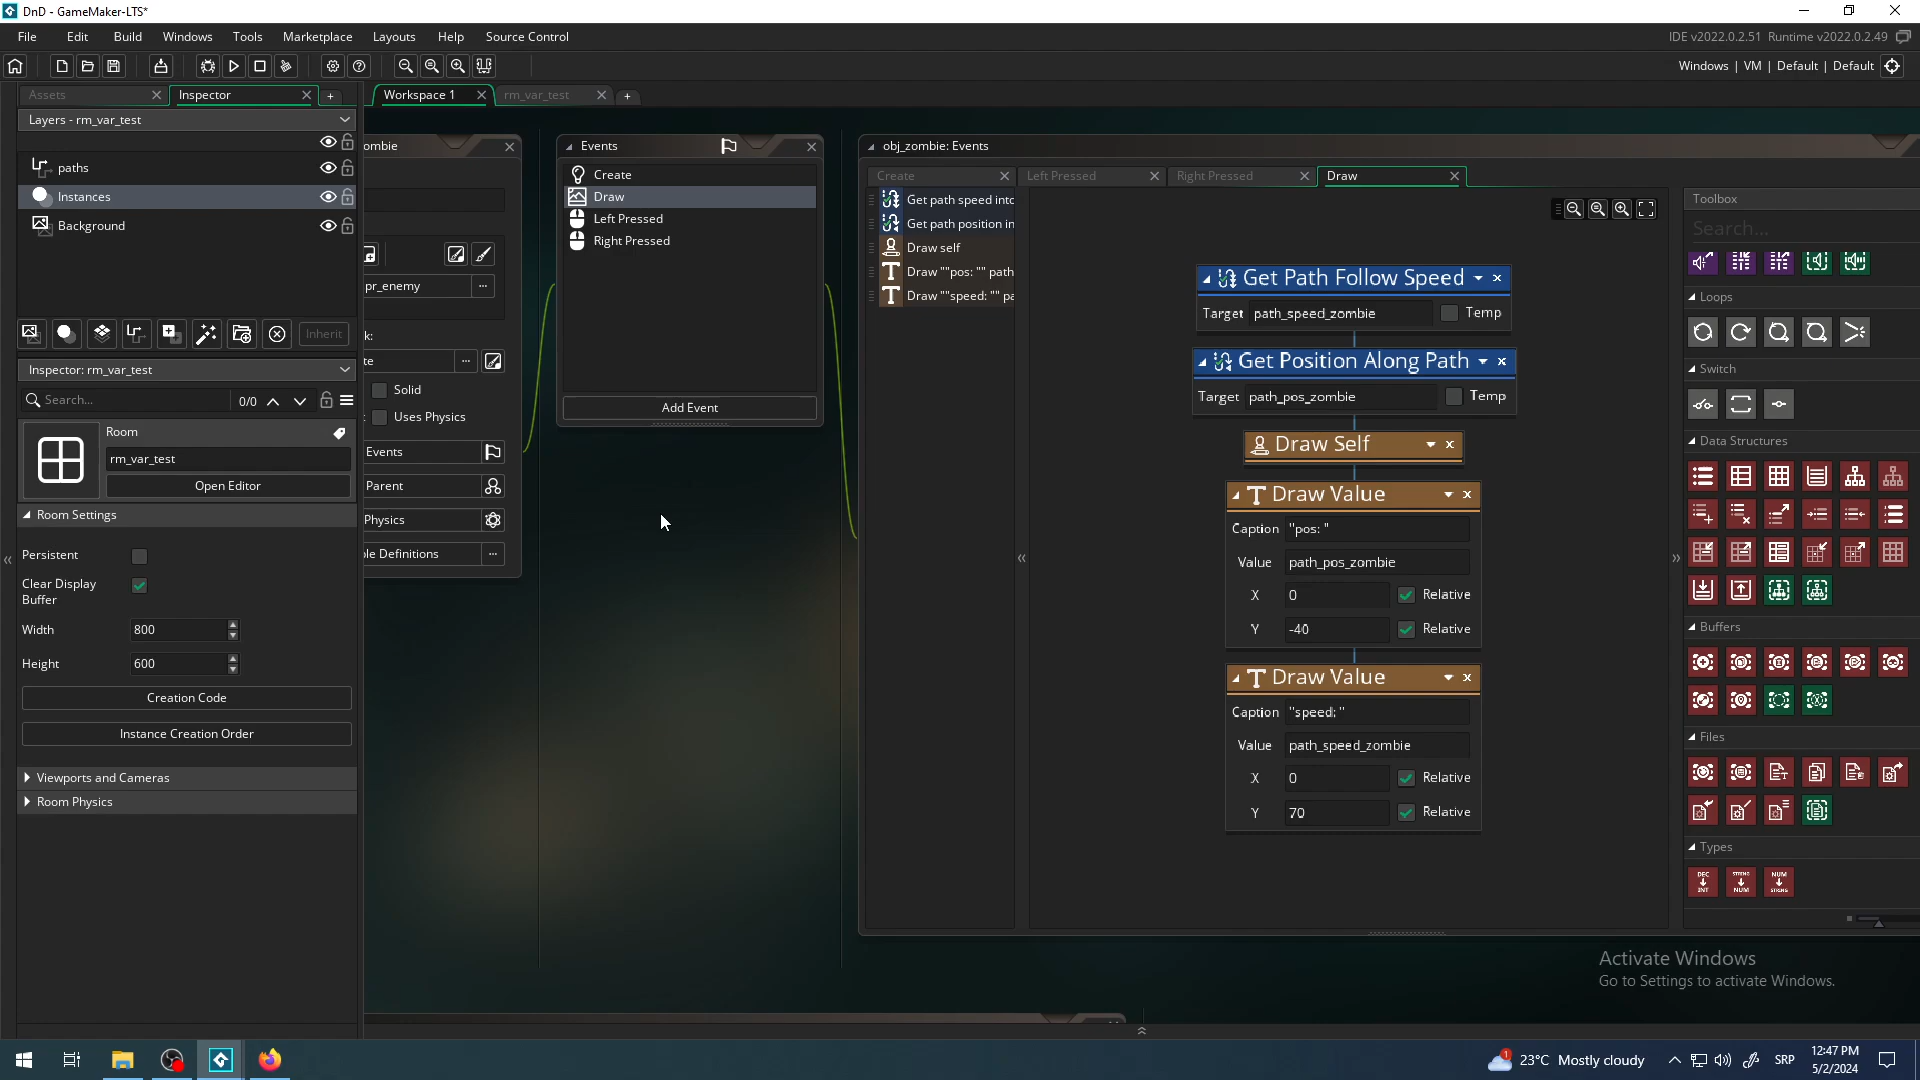 DnD - GameMaker-LTS*
File Edit Build Windows Tools Marketplace Layouts Help Source Control
IDE v2022.0.2.51 Runtime v2022.0.2.49
Windows | VM | Default | Default
Assets
Inspector
Workspace 1
rm_var_test
Layers - rm_var_test
paths
Instances
Background
Inherit
Inspector: rm_var_test
Search...
0/0
Room
rm_var_test
Open Editor
Room Settings
Persistent
Clear Display
Buffer
Width 800
Height 600
Creation Code
Instance Creation Order
Viewports and Cameras
Room Physics
ombie
pr_enemy
k:
te
Solid
Uses Physics
Events
Parent
Physics
le Definitions
Events
Create
Draw
Left Pressed
Right Pressed
Add Event
obj_zombie: Events
Create
Left Pressed
Right Pressed
Draw
Get path speed into
Get path position in
Draw self
Draw ""pos: "" path
Draw ""speed: "" pa
Get Path Follow Speed
Target path_speed_zombie Temp
Get Position Along Path
Target path_pos_zombie Temp
Draw Self
Draw Value
Caption "pos: "
Value path_pos_zombie
X 0 Relative
Y -40 Relative
Draw Value
Caption "speed: "
Value path_speed_zombie
X 0 Relative
Y 70 Relative
Toolbox
Search...
Loops
Switch
Data Structures
Buffers
Files
Types
DEC INT
STRING NUM
NUM STRING
Activate Windows
Go to Settings to activate Windows.
1
23°C Mostly cloudy
SRP
12:47 PM
5/2/2024